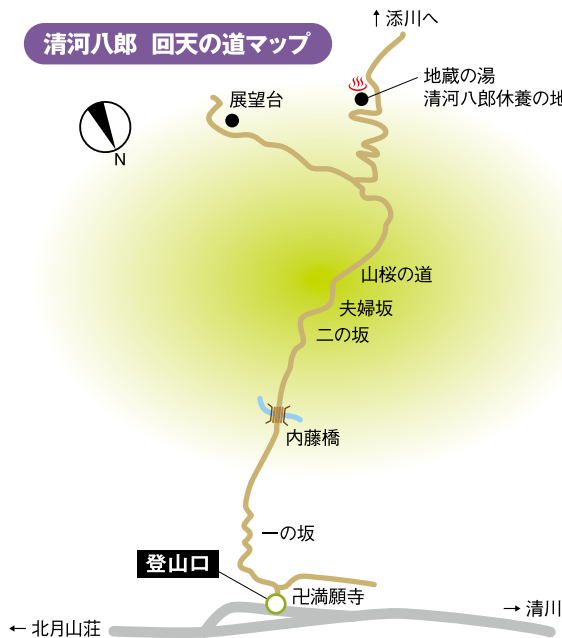 清河八郎 回天の道マップ
↑ 添川へ
地蔵の湯
清河八郎休養の地
展望台
N
山桜の道
夫婦坂
二の坂
内藤橋
一の坂
登山口
卍満願寺
→ 清川
← 北月山荘